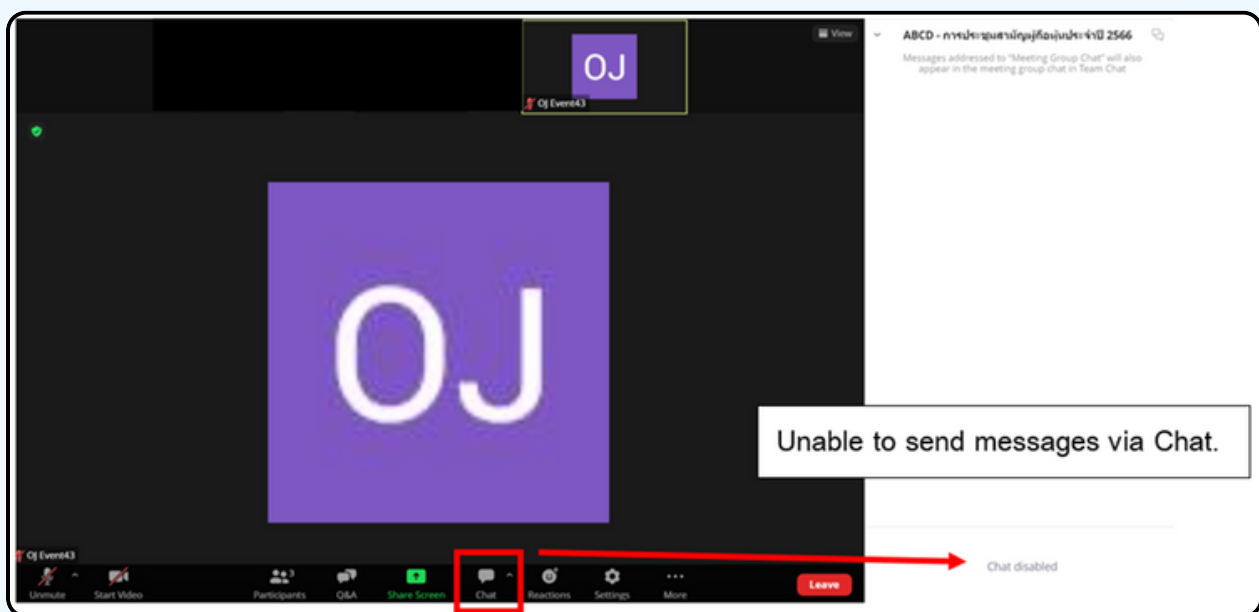 OJ
OJ Event43
View
ABCD - การประชุมสามัญผู้ถือหุ้นประจำปี 2566
Messages addressed to "Meeting Group Chat" will also
appear in the meeting group chat in Team Chat
OJ
Unable to send messages via Chat.
OJ Event43
Chat disabled
Unmute
Start Video
3
Participants
Q&A
Share Screen
Chat
Reactions
Settings
More
Leave